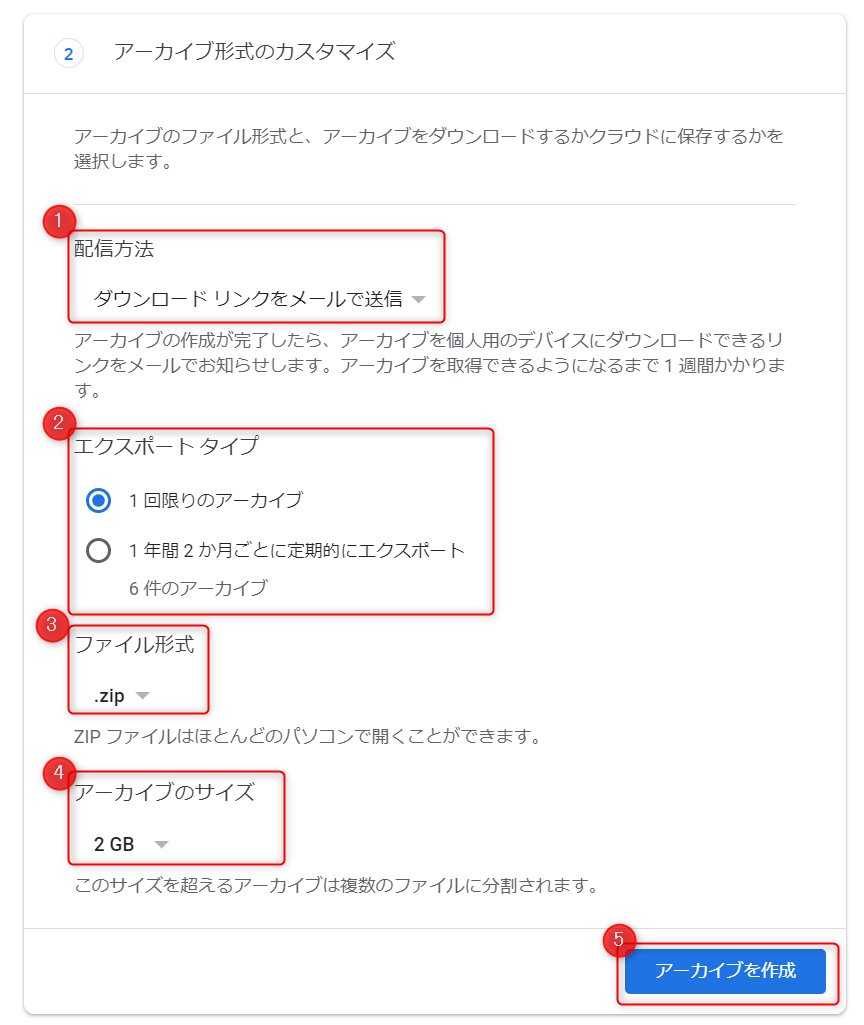 2 アーカイブ形式のカスタマイズ
アーカイブのファイル形式と、アーカイブをダウンロードするかクラウドに保存するかを
選択します。
1
配信方法
ダウンロード リンクをメールで送信
アーカイブの作成が完了したら、アーカイブを個人用のデバイスにダウンロードできるリ
ンクをメールでお知らせします。アーカイブを取得できるようになるまで 1 週間かかりま
す。
2
エクスポート タイプ
1 回限りのアーカイブ
1 年間 2 か月ごとに定期的にエクスポート
6 件のアーカイブ
3
ファイル形式
.zip
ZIP ファイルはほとんどのパソコンで開くことができます。
4
アーカイブのサイズ
2 GB
このサイズを超えるアーカイブは複数のファイルに分割されます。
5
アーカイブを作成